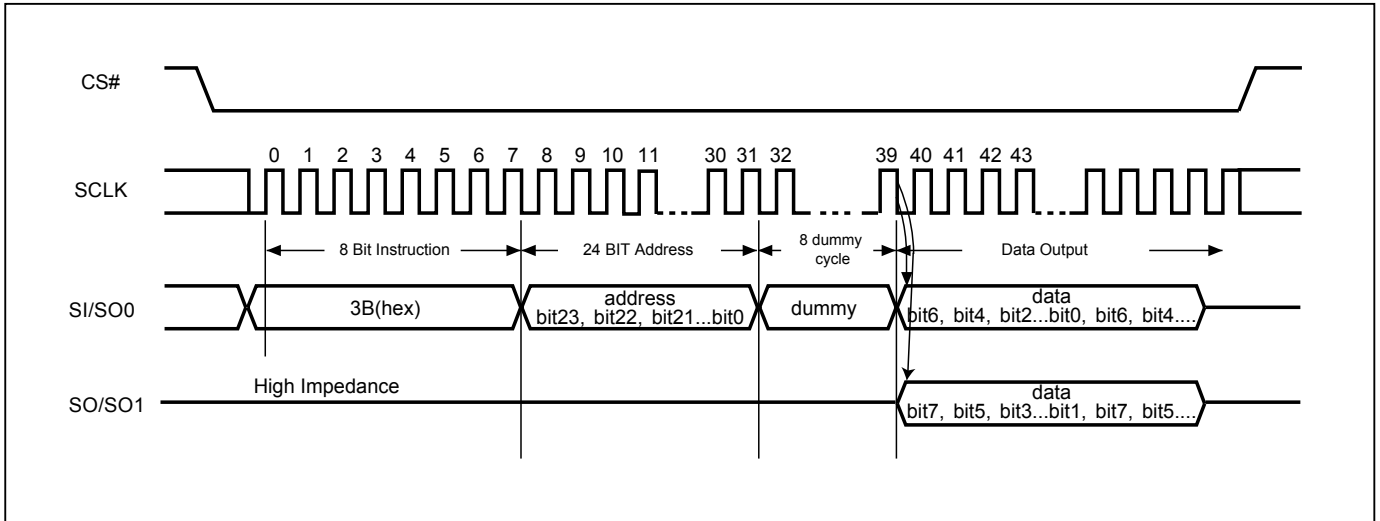 CS#
0 1 2 3 4 5 6 7 8 9 10 11 30 31 32 39 40 41 42 43
SCLK
8 Bit Instruction
24 BIT Address
8 dummy
cycle
Data Output
SI/SO0
3B(hex)
address
bit23, bit22, bit21...bit0
dummy
data
bit6, bit4, bit2...bit0, bit6, bit4....
High Impedance
SO/SO1
data
bit7, bit5, bit3...bit1, bit7, bit5....